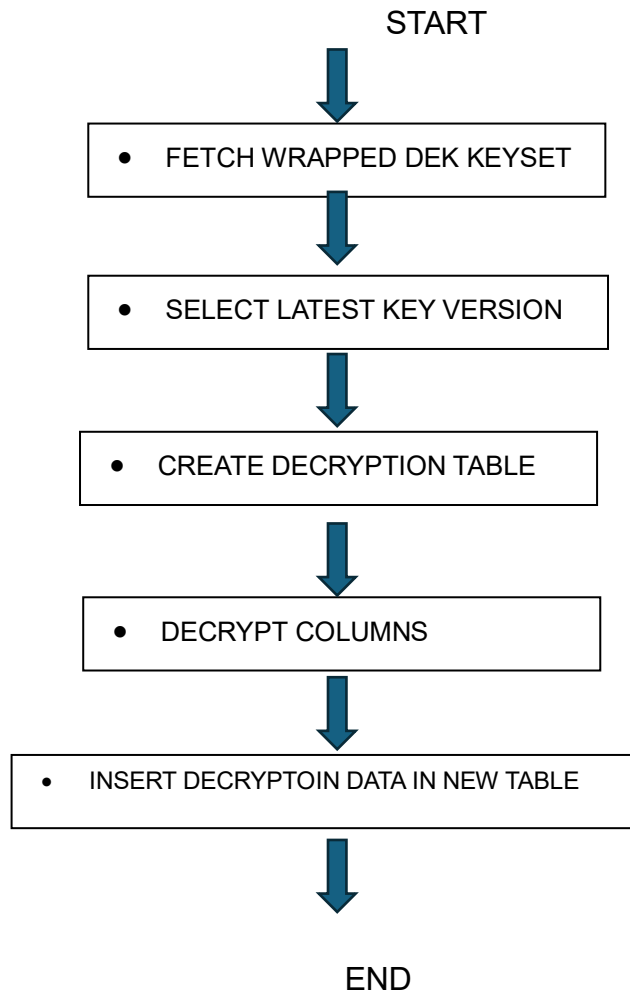 START
• FETCH WRAPPED DEK KEYSET
• SELECT LATEST KEY VERSION
• CREATE DECRYPTION TABLE
• DECRYPT COLUMNS
• INSERT DECRYPTOIN DATA IN NEW TABLE
END